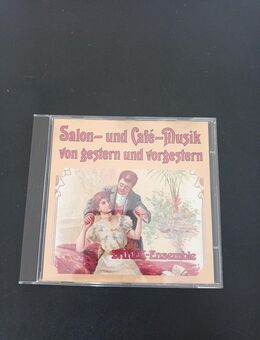 Salon- und Café-Musik
von gestern und vorgestern
-Ensemble